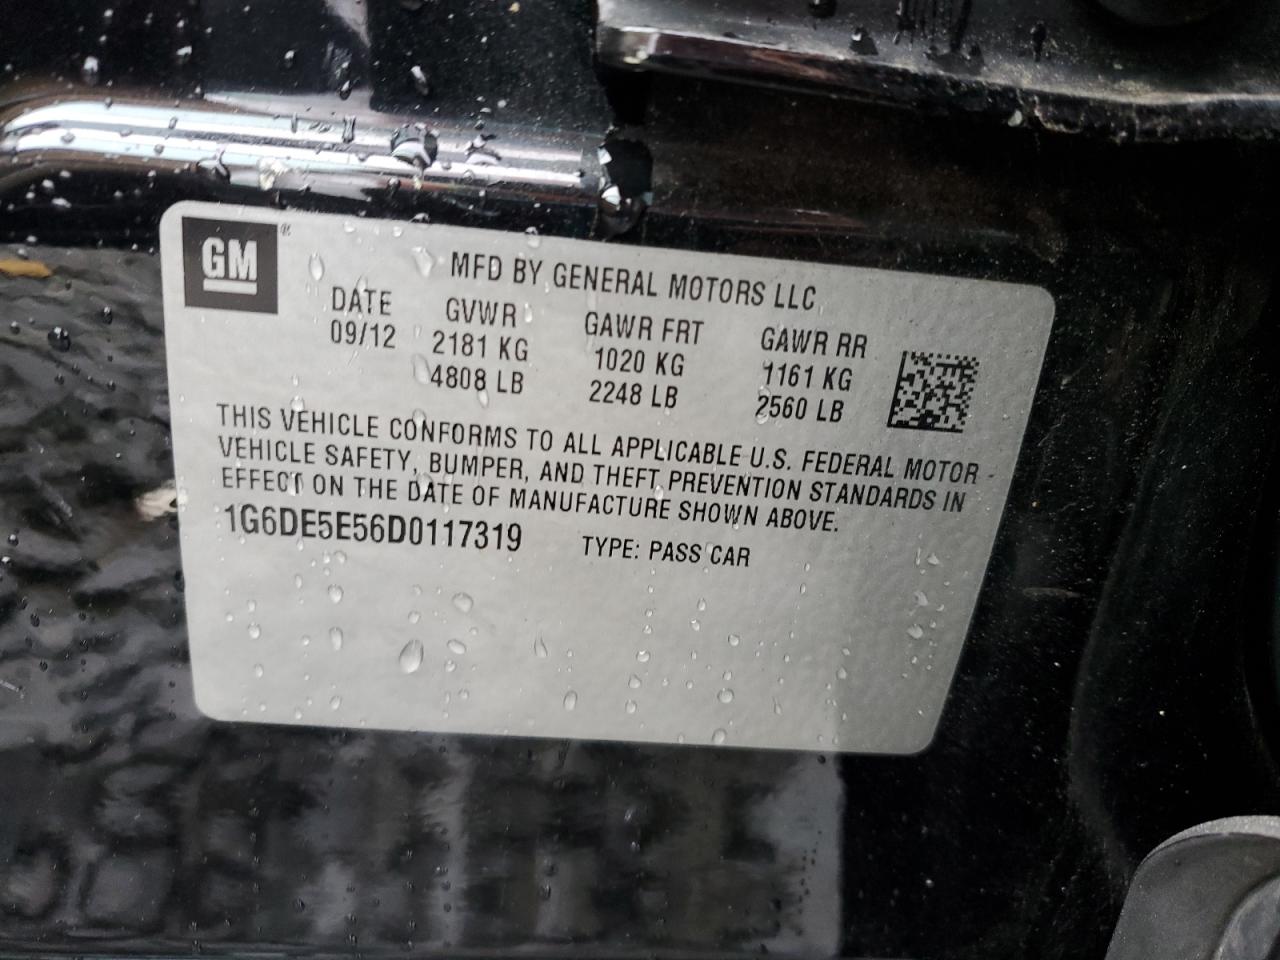 GM®
MFD BY GENERAL MOTORS LLC
DATE GVWR GAWR FRT GAWR RR
09/12 2181 KG 1020 KG 1161 KG
4808 LB 2248 LB 2560 LB
THIS VEHICLE CONFORMS TO ALL APPLICABLE U.S. FEDERAL MOTOR
VEHICLE SAFETY, BUMPER, AND THEFT PREVENTION STANDARDS IN
EFFECT ON THE DATE OF MANUFACTURE SHOWN ABOVE.
1G6DE5E56D0117319 TYPE: PASS CAR